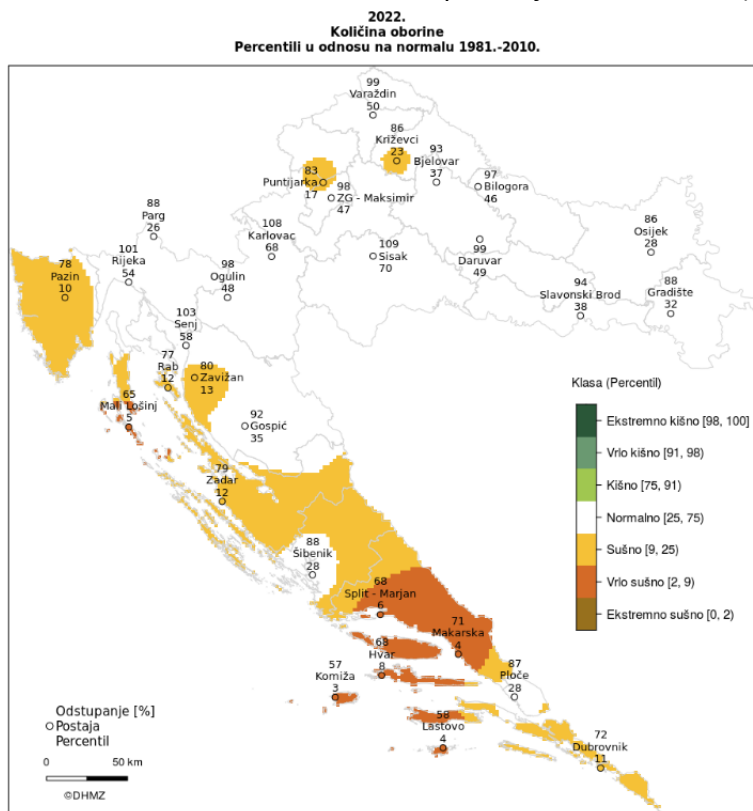 2022.
Količina oborine
Percentili u odnosu na normalu 1981.-2010.
99
Varaždin
50
86
Križevci
23
93
Bjelovar
37
83
Puntijarka
17
98
ZG - Maksimir
47
97
Bilogora
46
88
Parg
26
108
Karlovac
68
109
Sisak
70
99
Daruvar
49
86
Osijek
28
78
Pazin
10
101
Rijeka
54
98
Ogulin
48
94
Slavonski Brod
38
88
Gradište
32
103
Senj
58
77
Rab
12
80
Zavižan
13
65
Mali Lošinj
5
92
Gospić
35
79
Zadar
12
88
Šibenik
28
68
Split - Marjan
6
71
Makarska
4
68
Hvar
8
87
Ploče
28
57
Komiža
3
58
Lastovo
4
72
Dubrovnik
11
Klasa (Percentil)
Ekstremno kišno [98, 100]
Vrlo kišno [91, 98)
Kišno [75, 91)
Normalno [25, 75)
Sušno [9, 25)
Vrlo sušno [2, 9)
Ekstremno sušno [0, 2)
Odstupanje [%]
Postaja
Percentil
0 50 km
©DHMZ